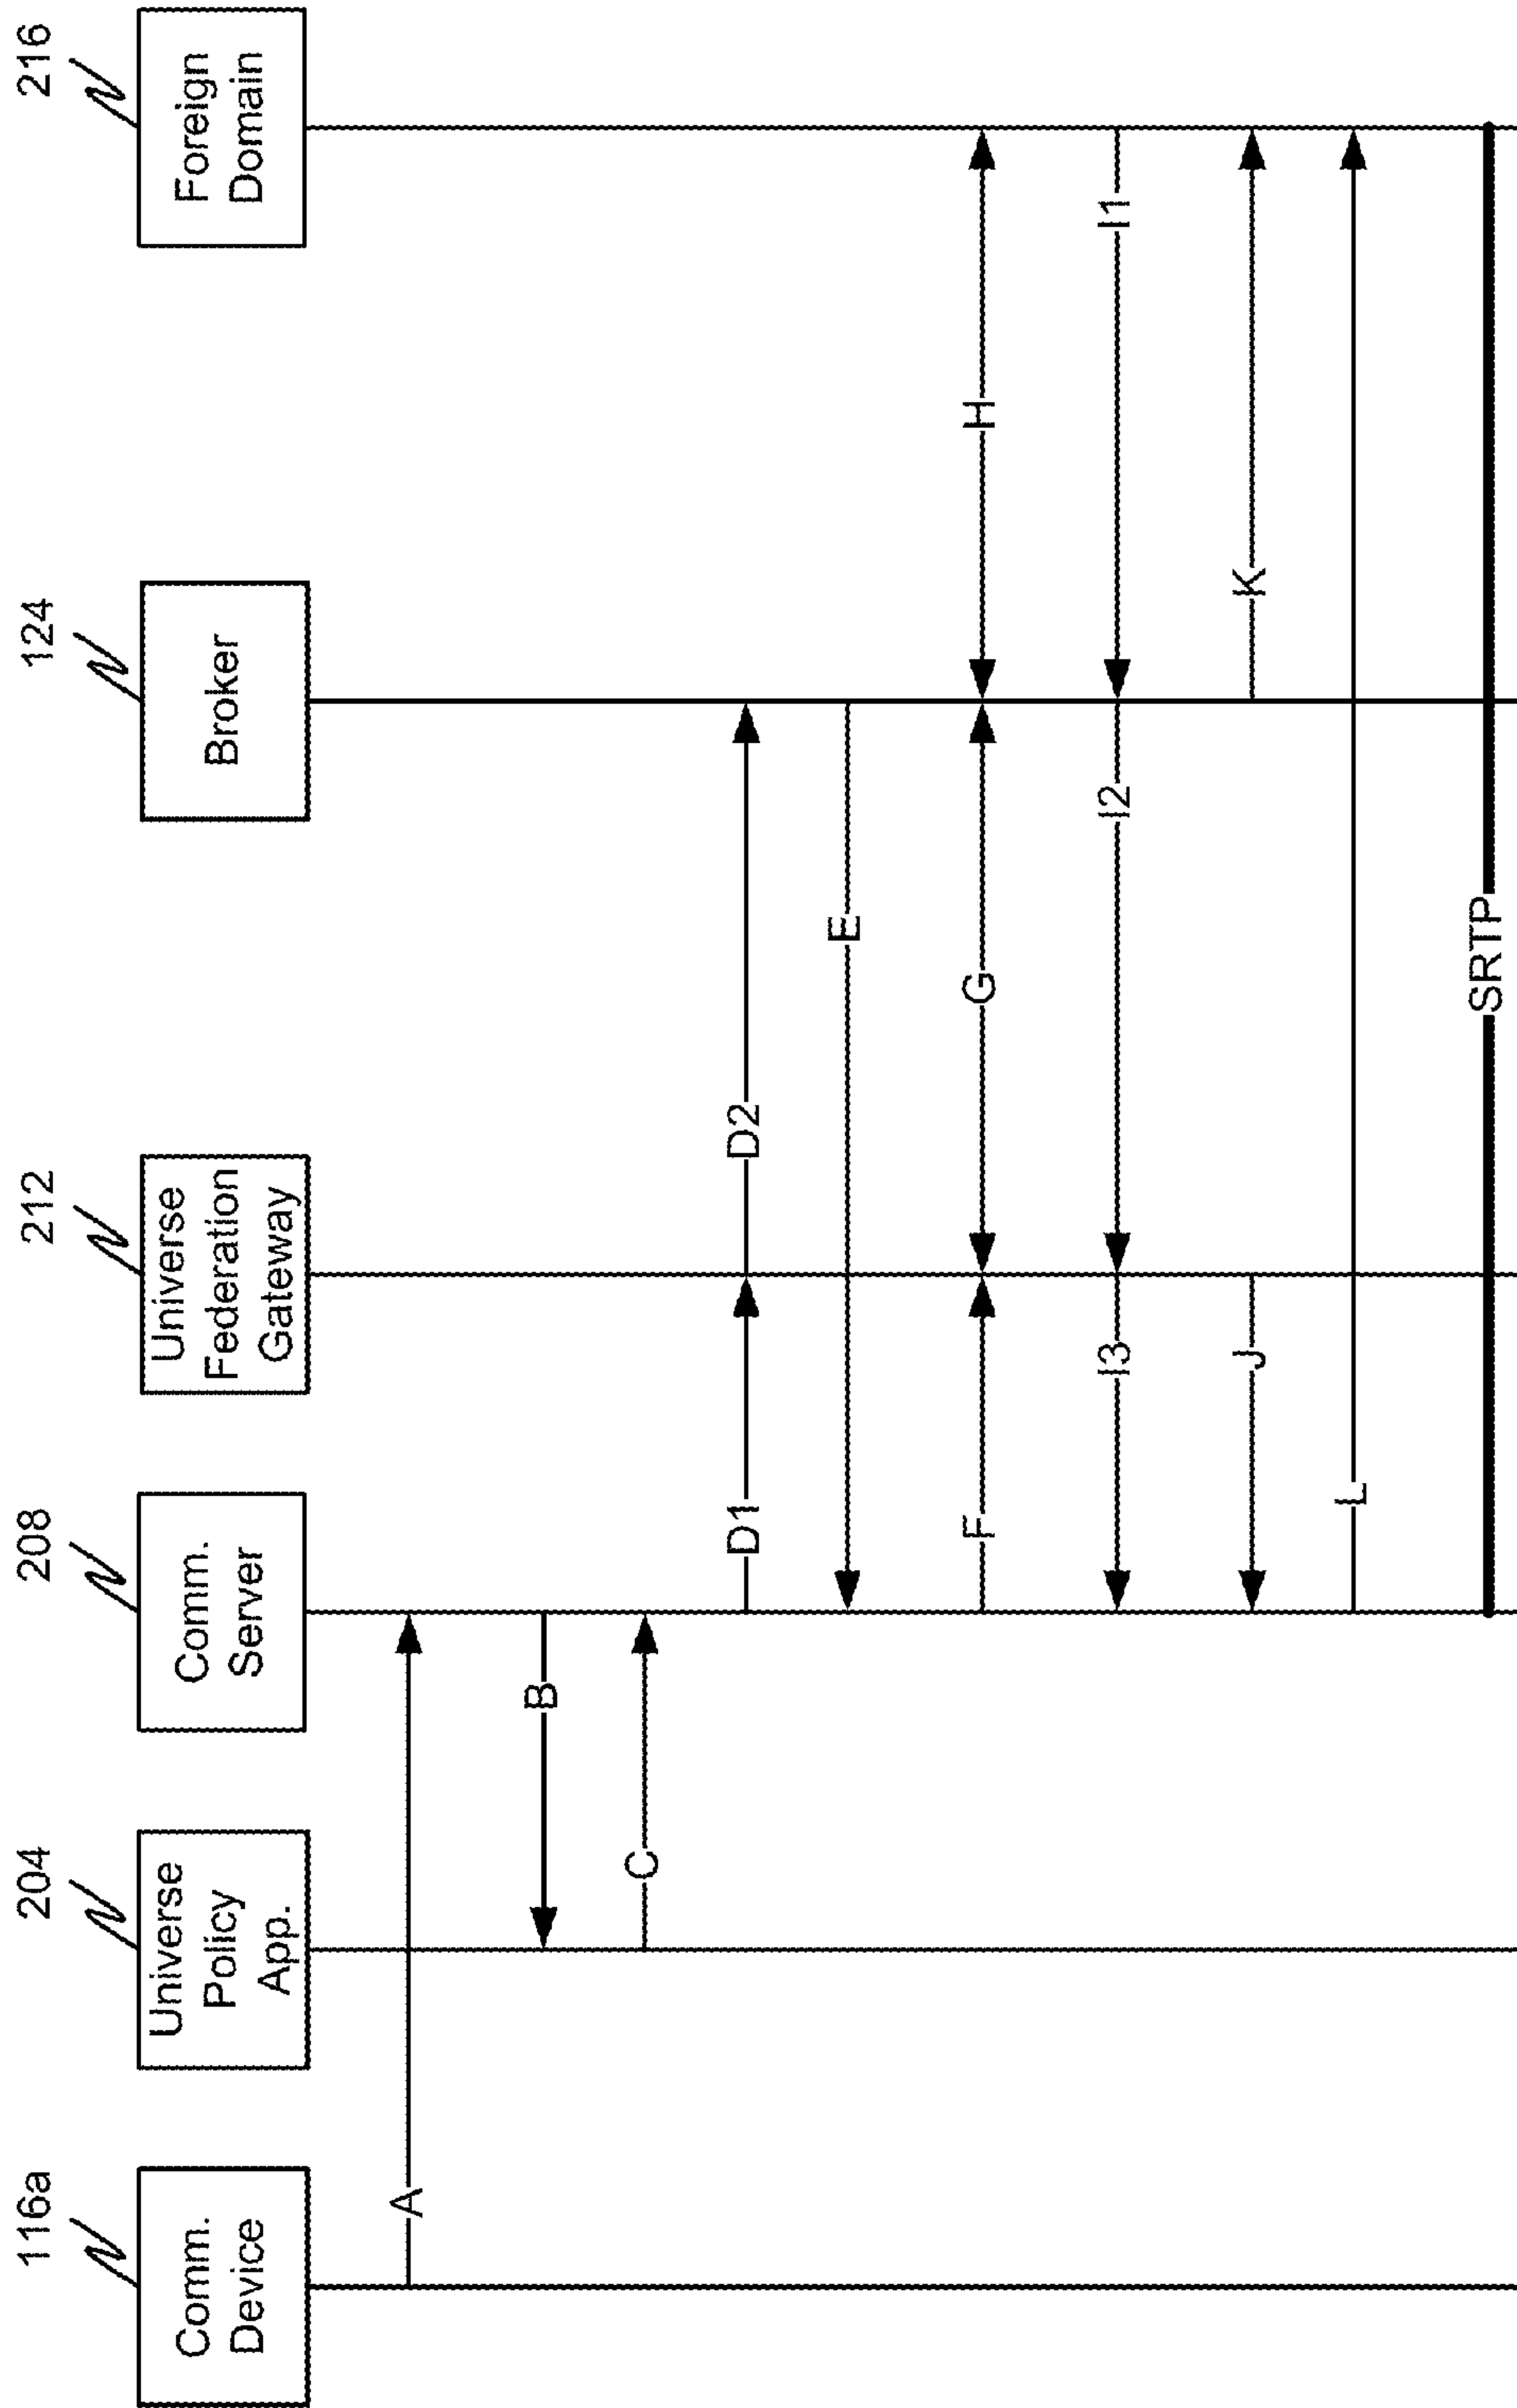 116a
204
208
212
124
216
Comm.
Device
Universe
Policy
App.
Comm.
Server
Universe
Federation
Gateway
Broker
Foreign
Domain
A
B
C
D1
D2
E
F
G
H
I3
I2
I1
J
K
L
SRTP